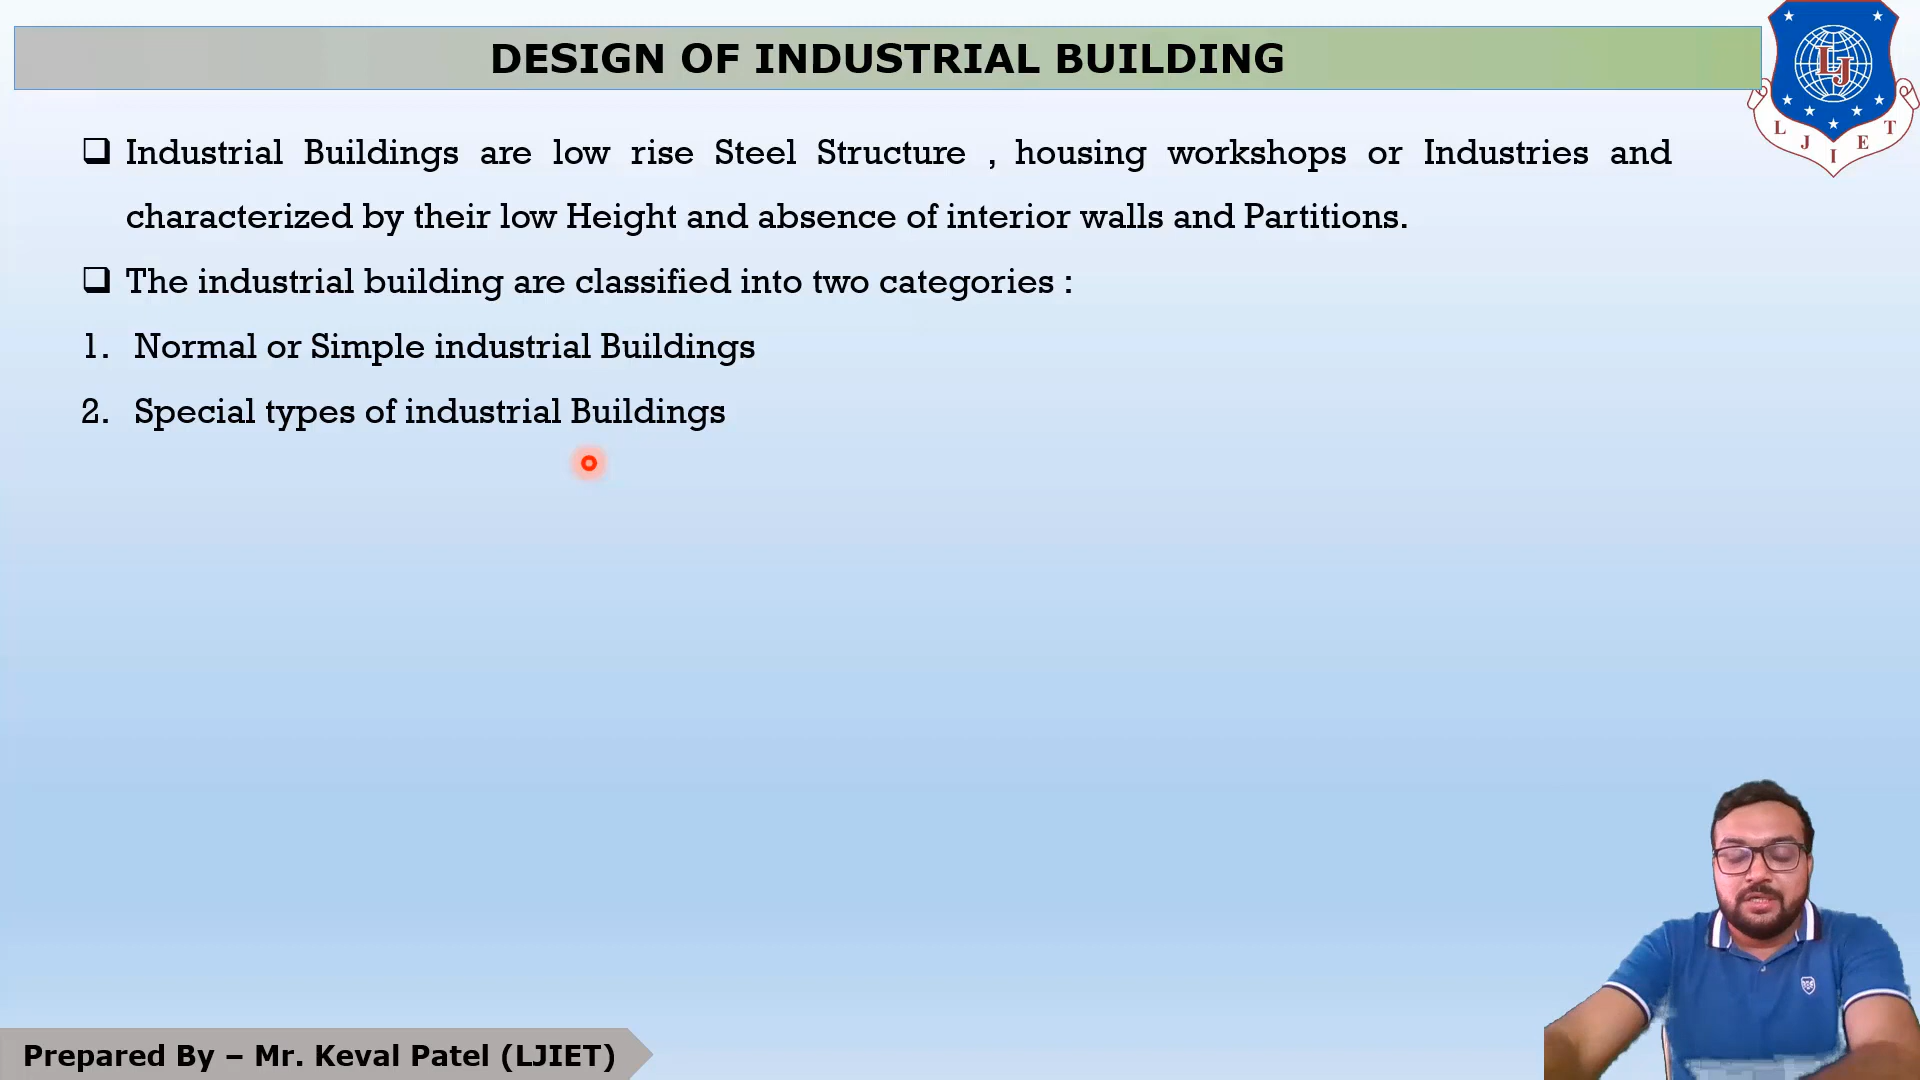 DESIGN OF INDUSTRIAL BUILDING
LJ
L J I E T
❑ Industrial Buildings are low rise Steel Structure , housing workshops or Industries and
characterized by their low Height and absence of interior walls and Partitions.
❑ The industrial building are classified into two categories :
1. Normal or Simple industrial Buildings
2. Special types of industrial Buildings
Prepared By – Mr. Keval Patel (LJIET)